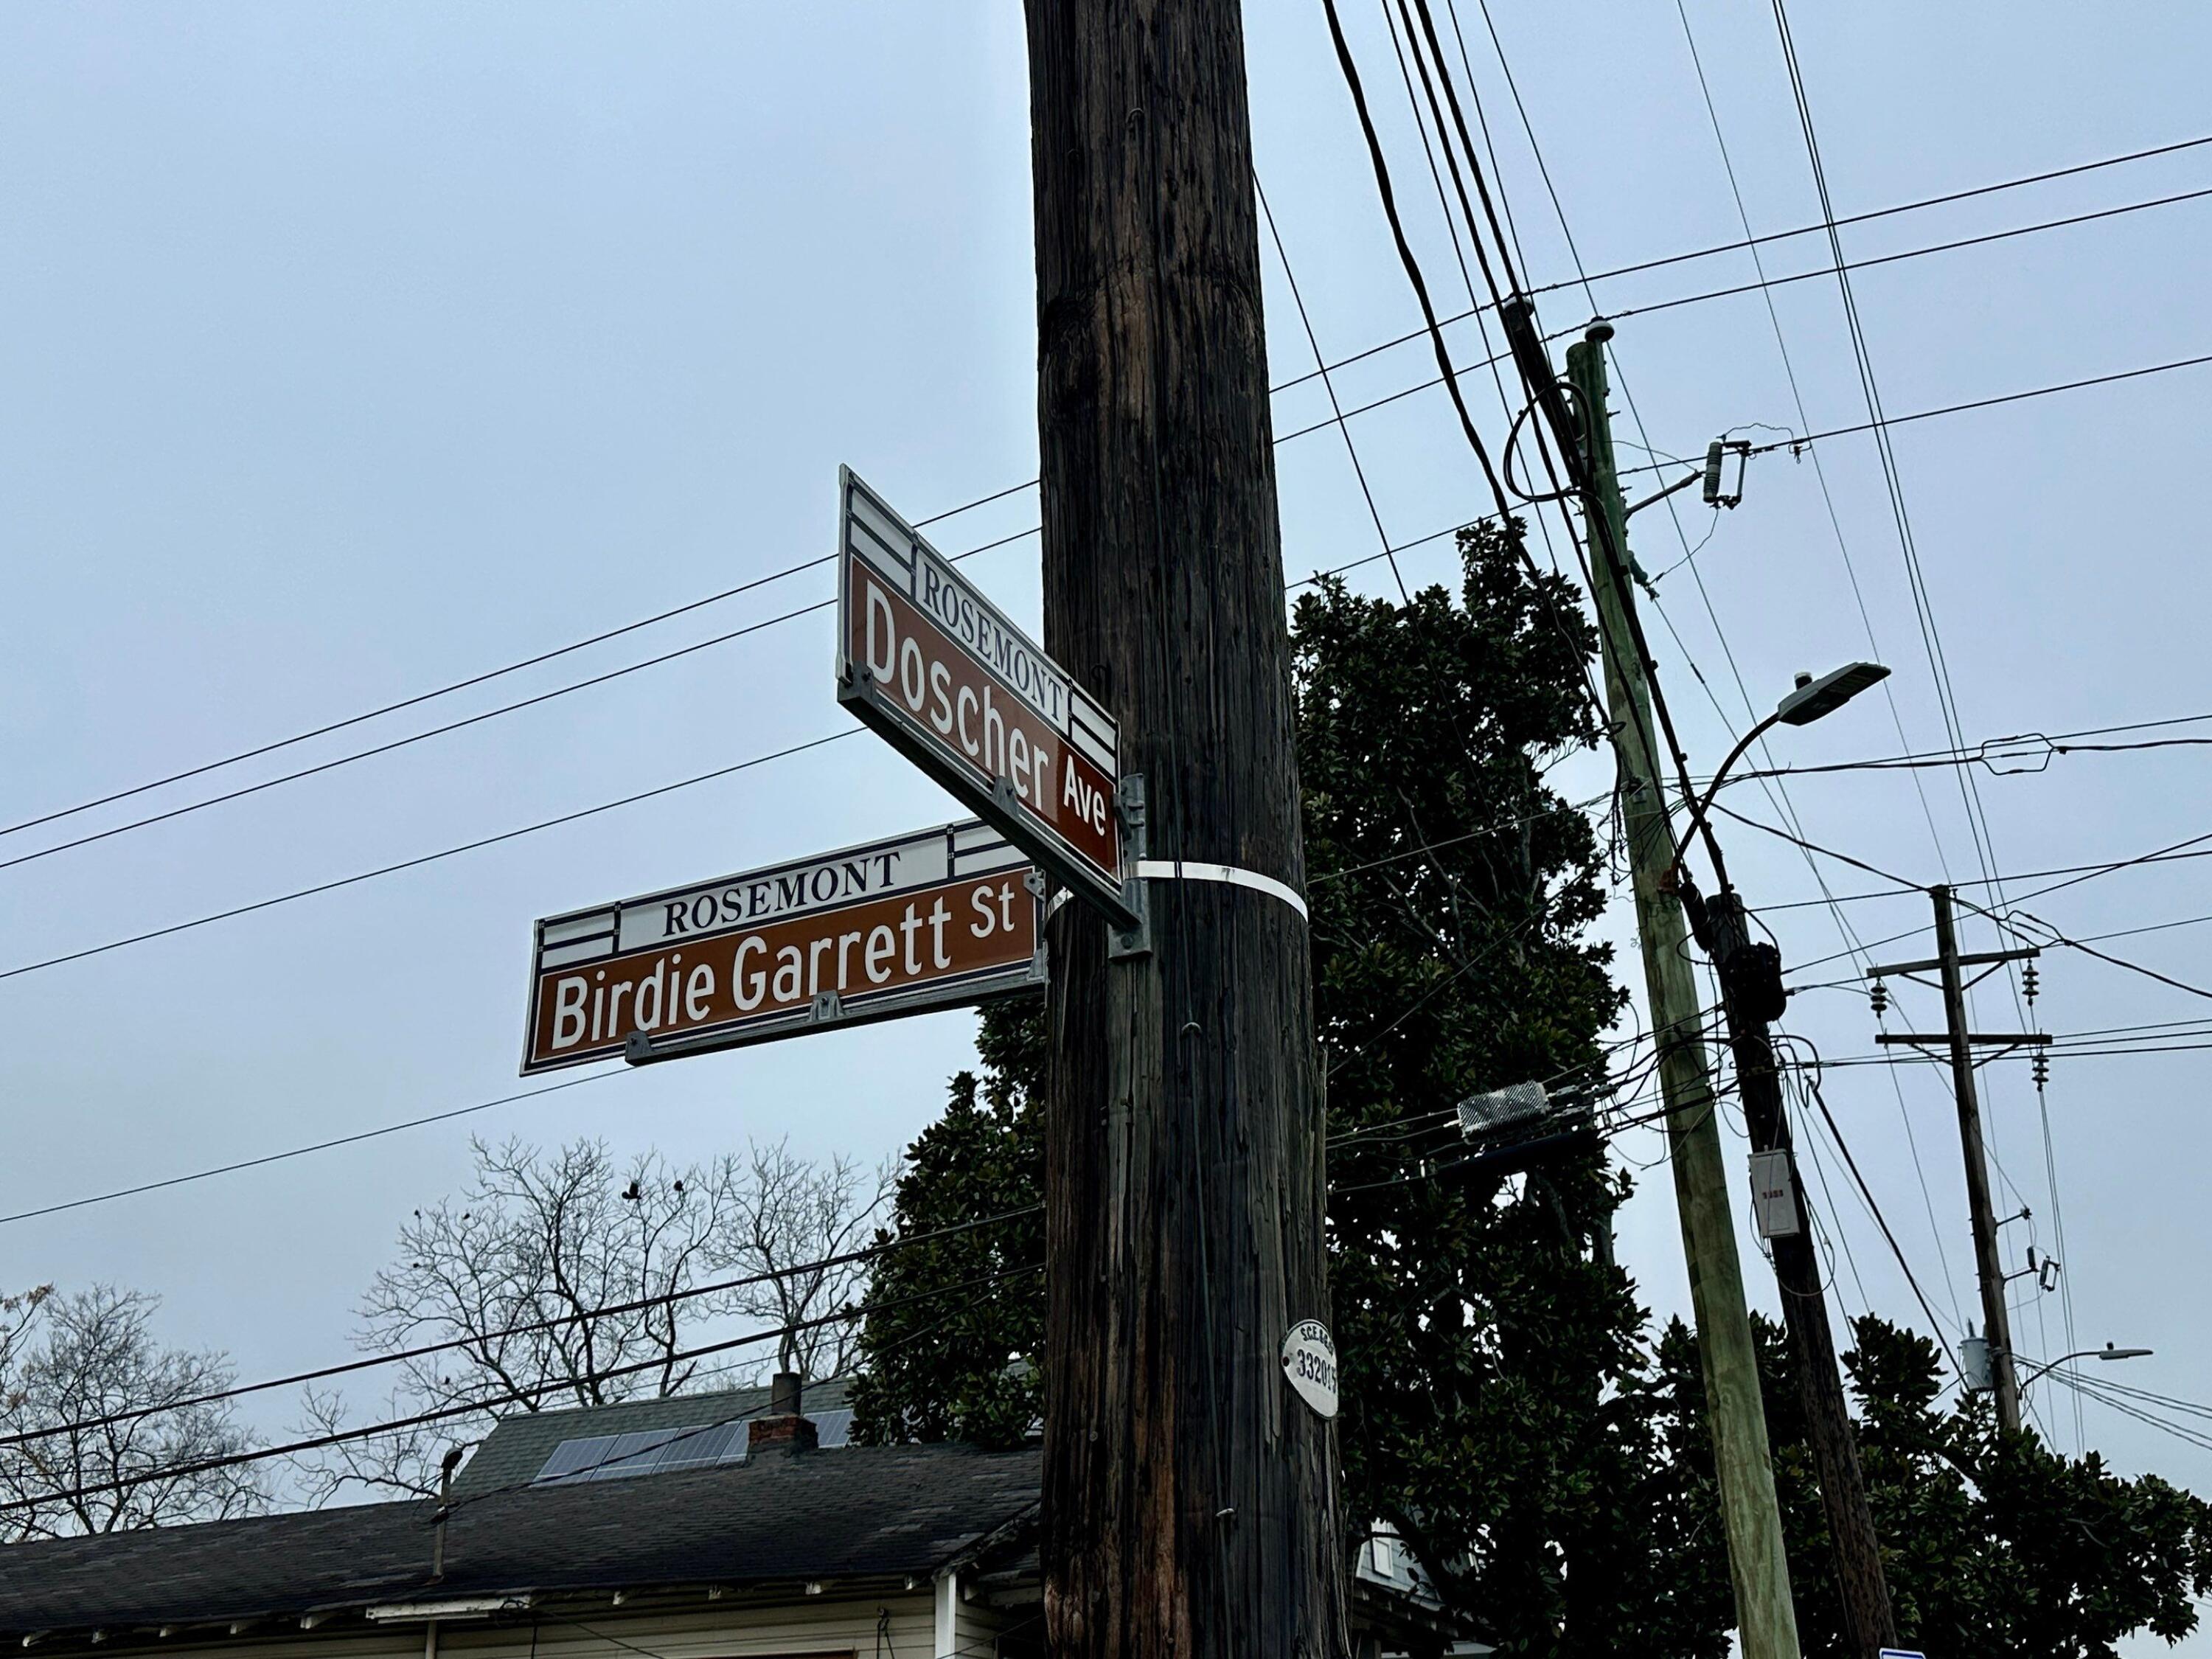 ROSEMONT
Doscher Ave
ROSEMONT
Birdie Garrett St
S.C.E.&G.